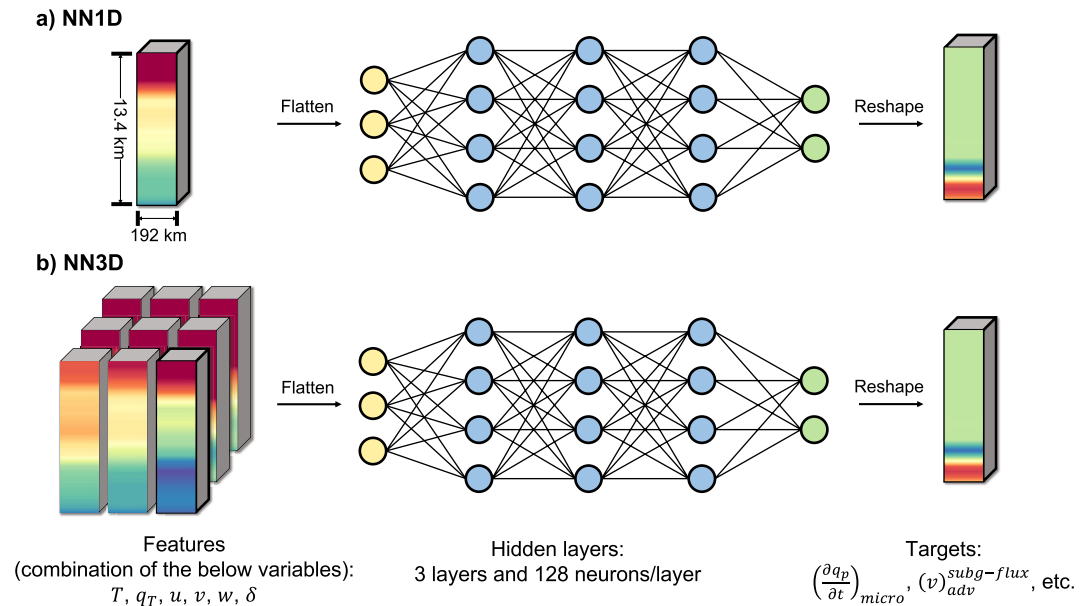 a) NN1D
13.4 km
192 km
Flatten
Reshape
b) NN3D
Flatten
Reshape
Features
(combination of the below variables):
T, q_T, u, v, w, δ
Hidden layers:
3 layers and 128 neurons/layer
Targets:
(∂q_p/∂t)_micro, (v)_adv^subg−flux, etc.